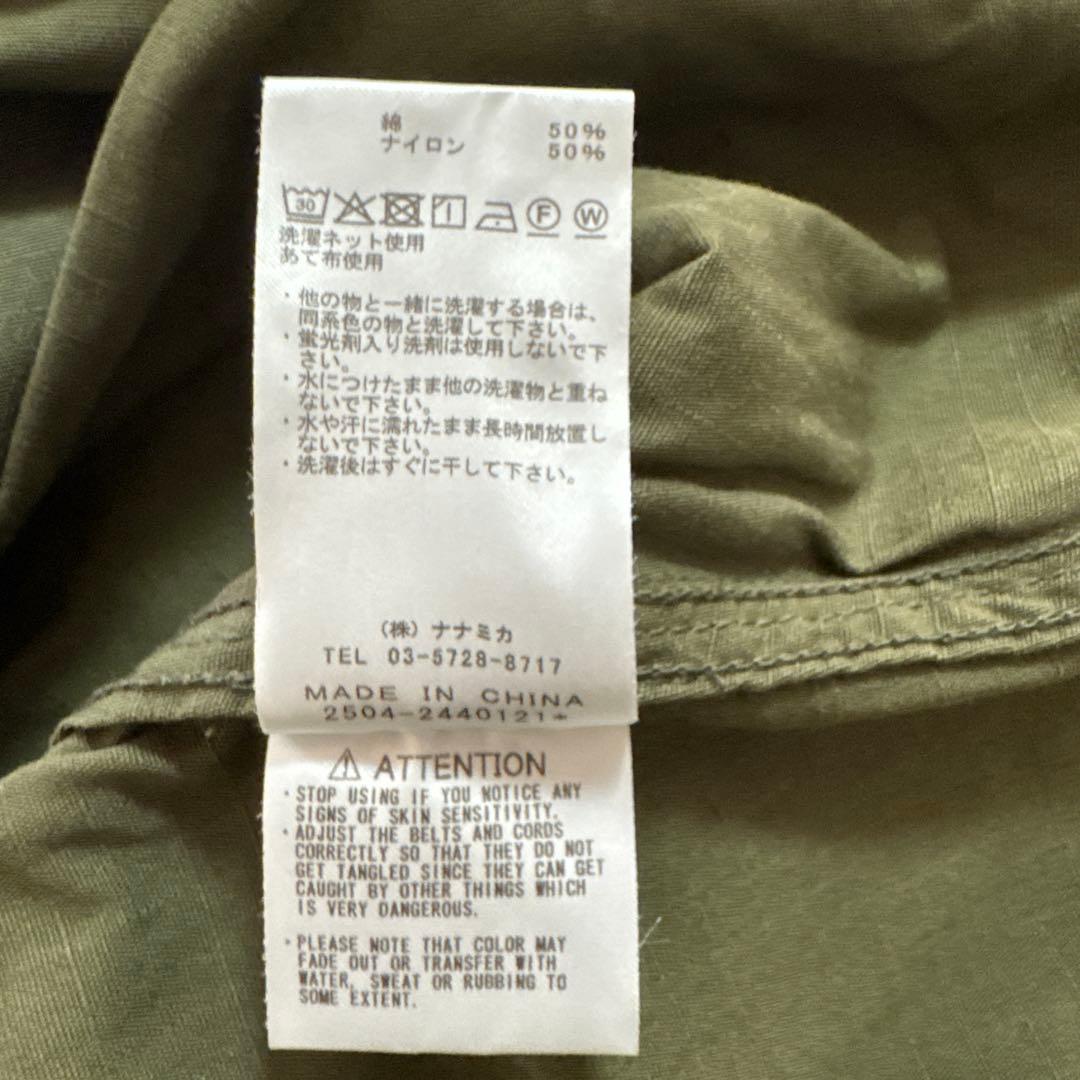 綿 50%
ナイロン 50%
30
F W
洗濯ネット使用
あて布使用
・他の物と一緒に洗濯する場合は、
同系色の物と洗濯して下さい。
・蛍光剤入り洗剤は使用しないで下
さい。
・水につけたまま他の洗濯物と重ね
ないで下さい。
・水や汗に濡れたまま長時間放置し
ないで下さい。
・洗濯後はすぐに干して下さい。
(株)ナナミカ
TEL 03-5728-8717
MADE IN CHINA
2504-2440121+
⚠ ATTENTION
・STOP USING IF YOU NOTICE ANY
SIGNS OF SKIN SENSITIVITY.
・ADJUST THE BELTS AND CORDS
CORRECTLY SO THAT THEY DO NOT
GET TANGLED SINCE THEY CAN GET
CAUGHT BY OTHER THINGS WHICH
IS VERY DANGEROUS.
・PLEASE NOTE THAT COLOR MAY
FADE OUT OR TRANSFER WITH
WATER, SWEAT OR RUBBING TO
SOME EXTENT.